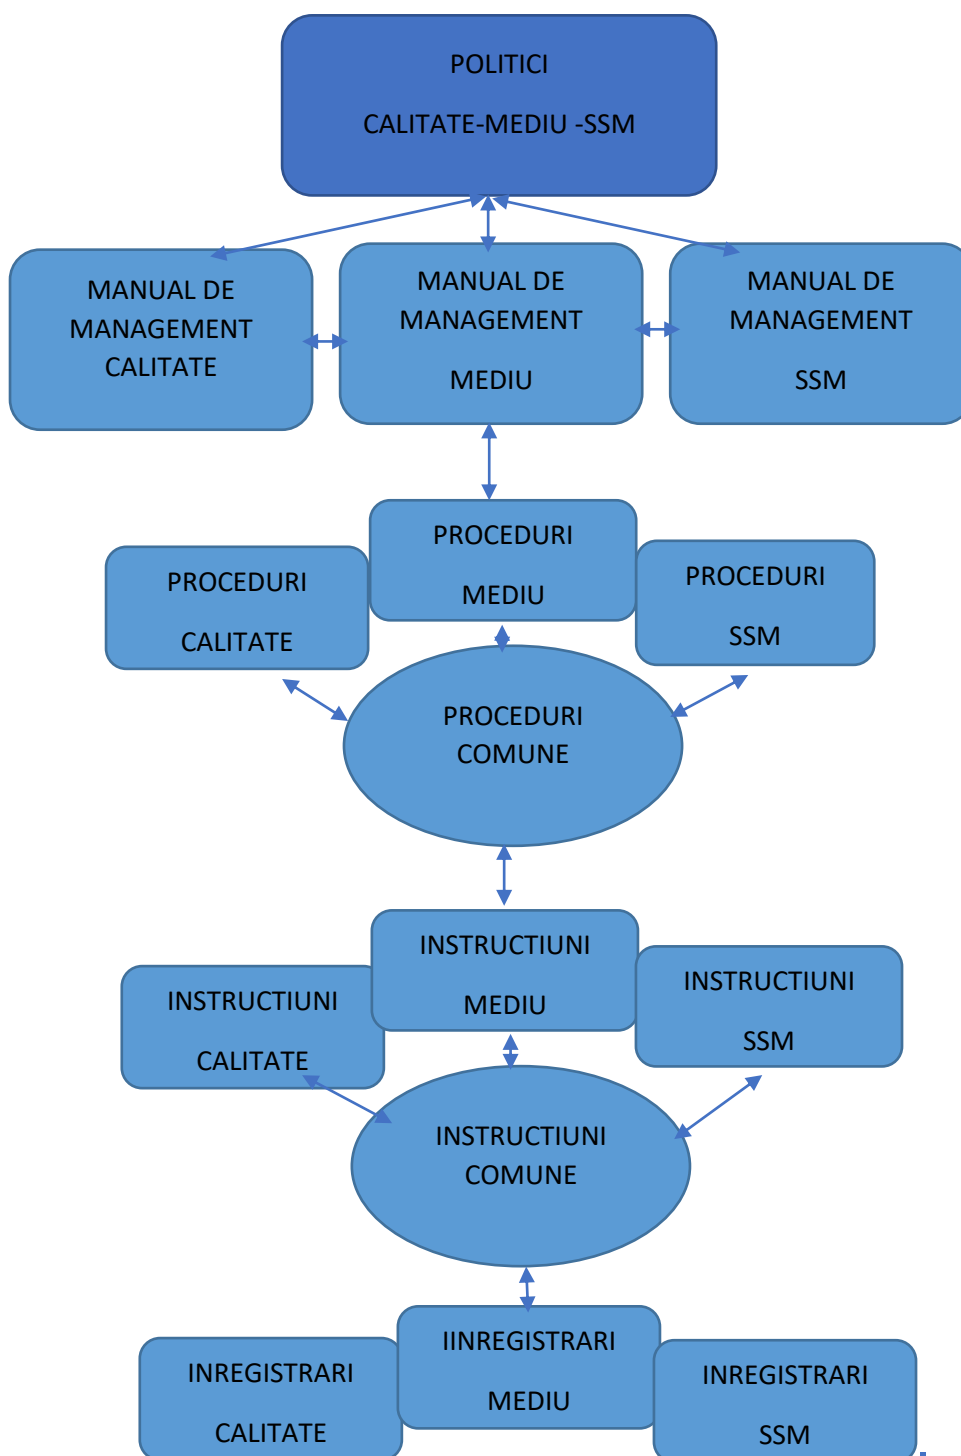 POLITICI
CALITATE-MEDIU -SSM
MANUAL DE
MANAGEMENT
CALITATE
MANUAL DE
MANAGEMENT
MEDIU
MANUAL DE
MANAGEMENT
SSM
PROCEDURI
CALITATE
PROCEDURI
MEDIU
PROCEDURI
SSM
PROCEDURI
COMUNE
INSTRUCTIUNI
CALITATE
INSTRUCTIUNI
MEDIU
INSTRUCTIUNI
SSM
INSTRUCTIUNI
COMUNE
INREGISTRARI
CALITATE
IINREGISTRARI
MEDIU
INREGISTRARI
SSM